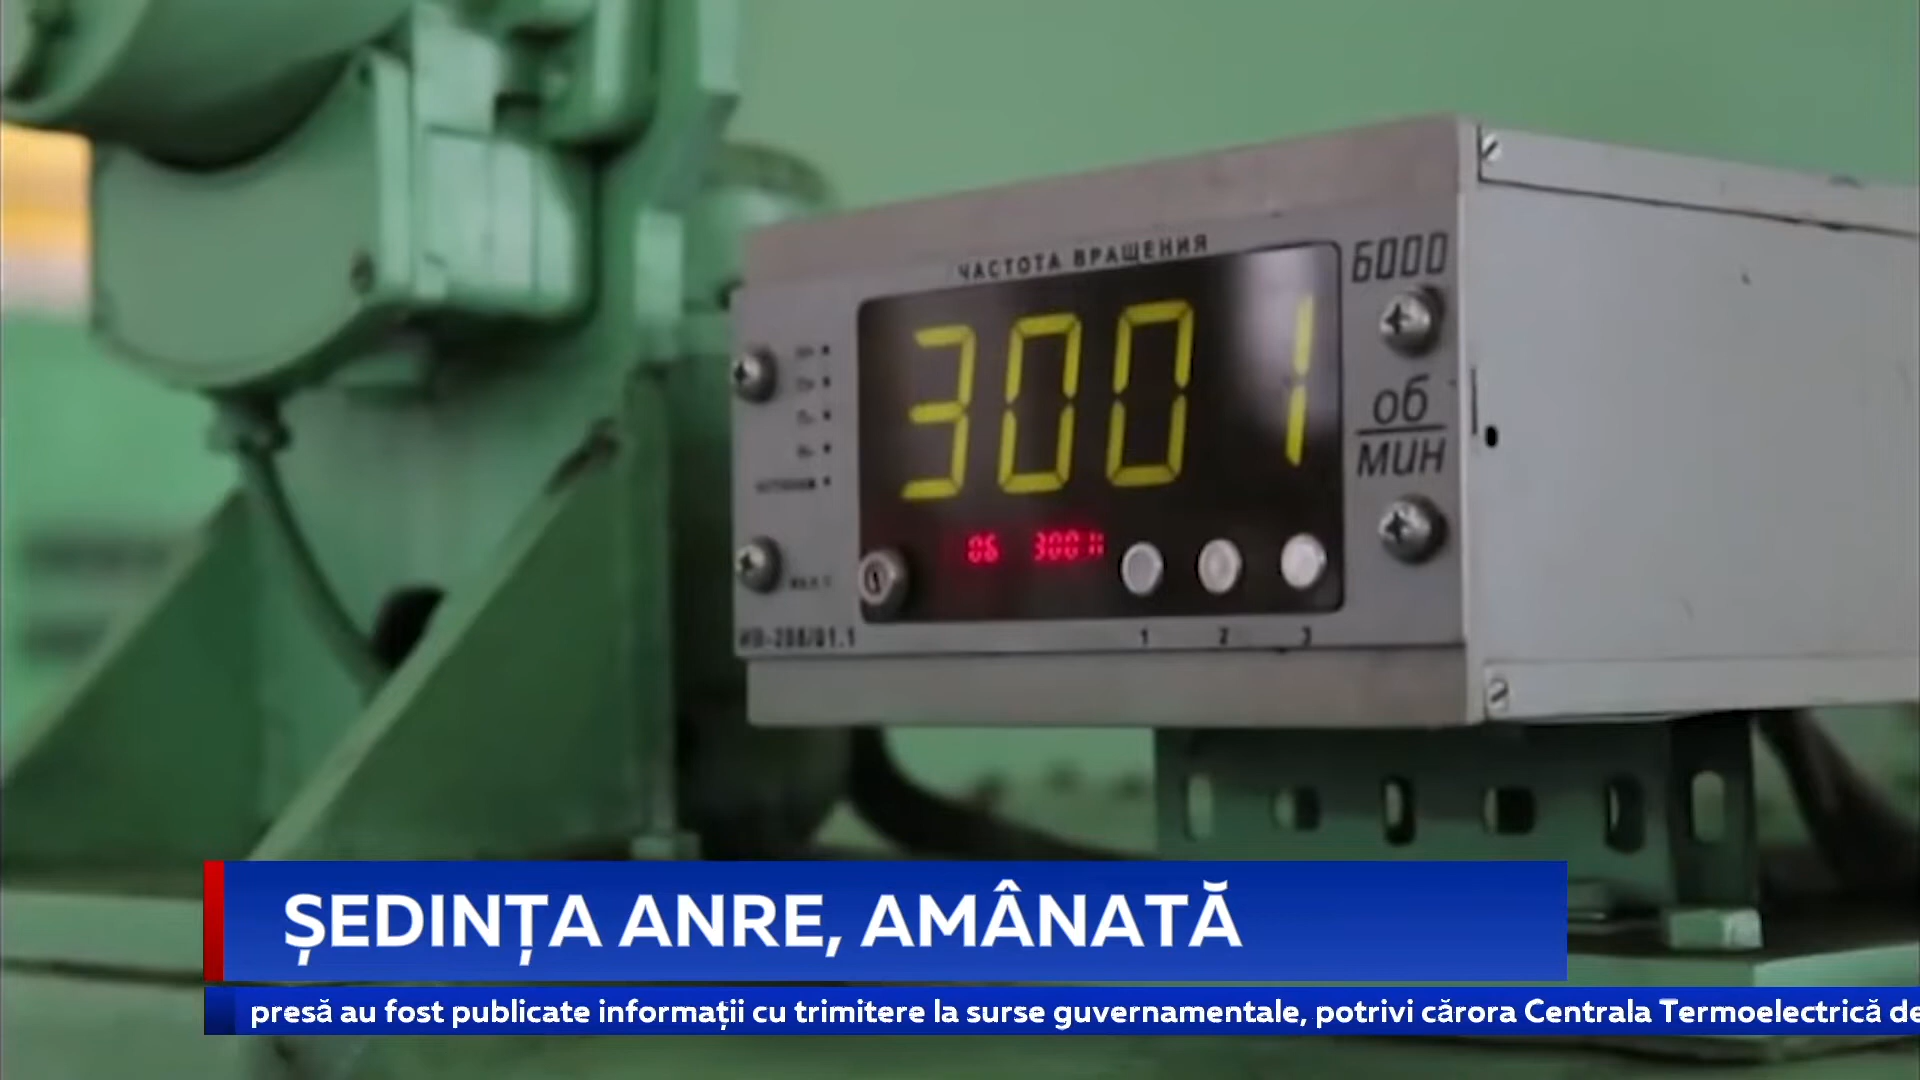 ЧАСТОТА ВРАЩЕНИЯ
6000
3001
об
мин
06 3001
1 2 3
ȘEDINȚA ANRE, AMÂNATĂ
presă au fost publicate informații cu trimitere la surse guvernamentale, potrivi cărora Centrala Termoelectrică de